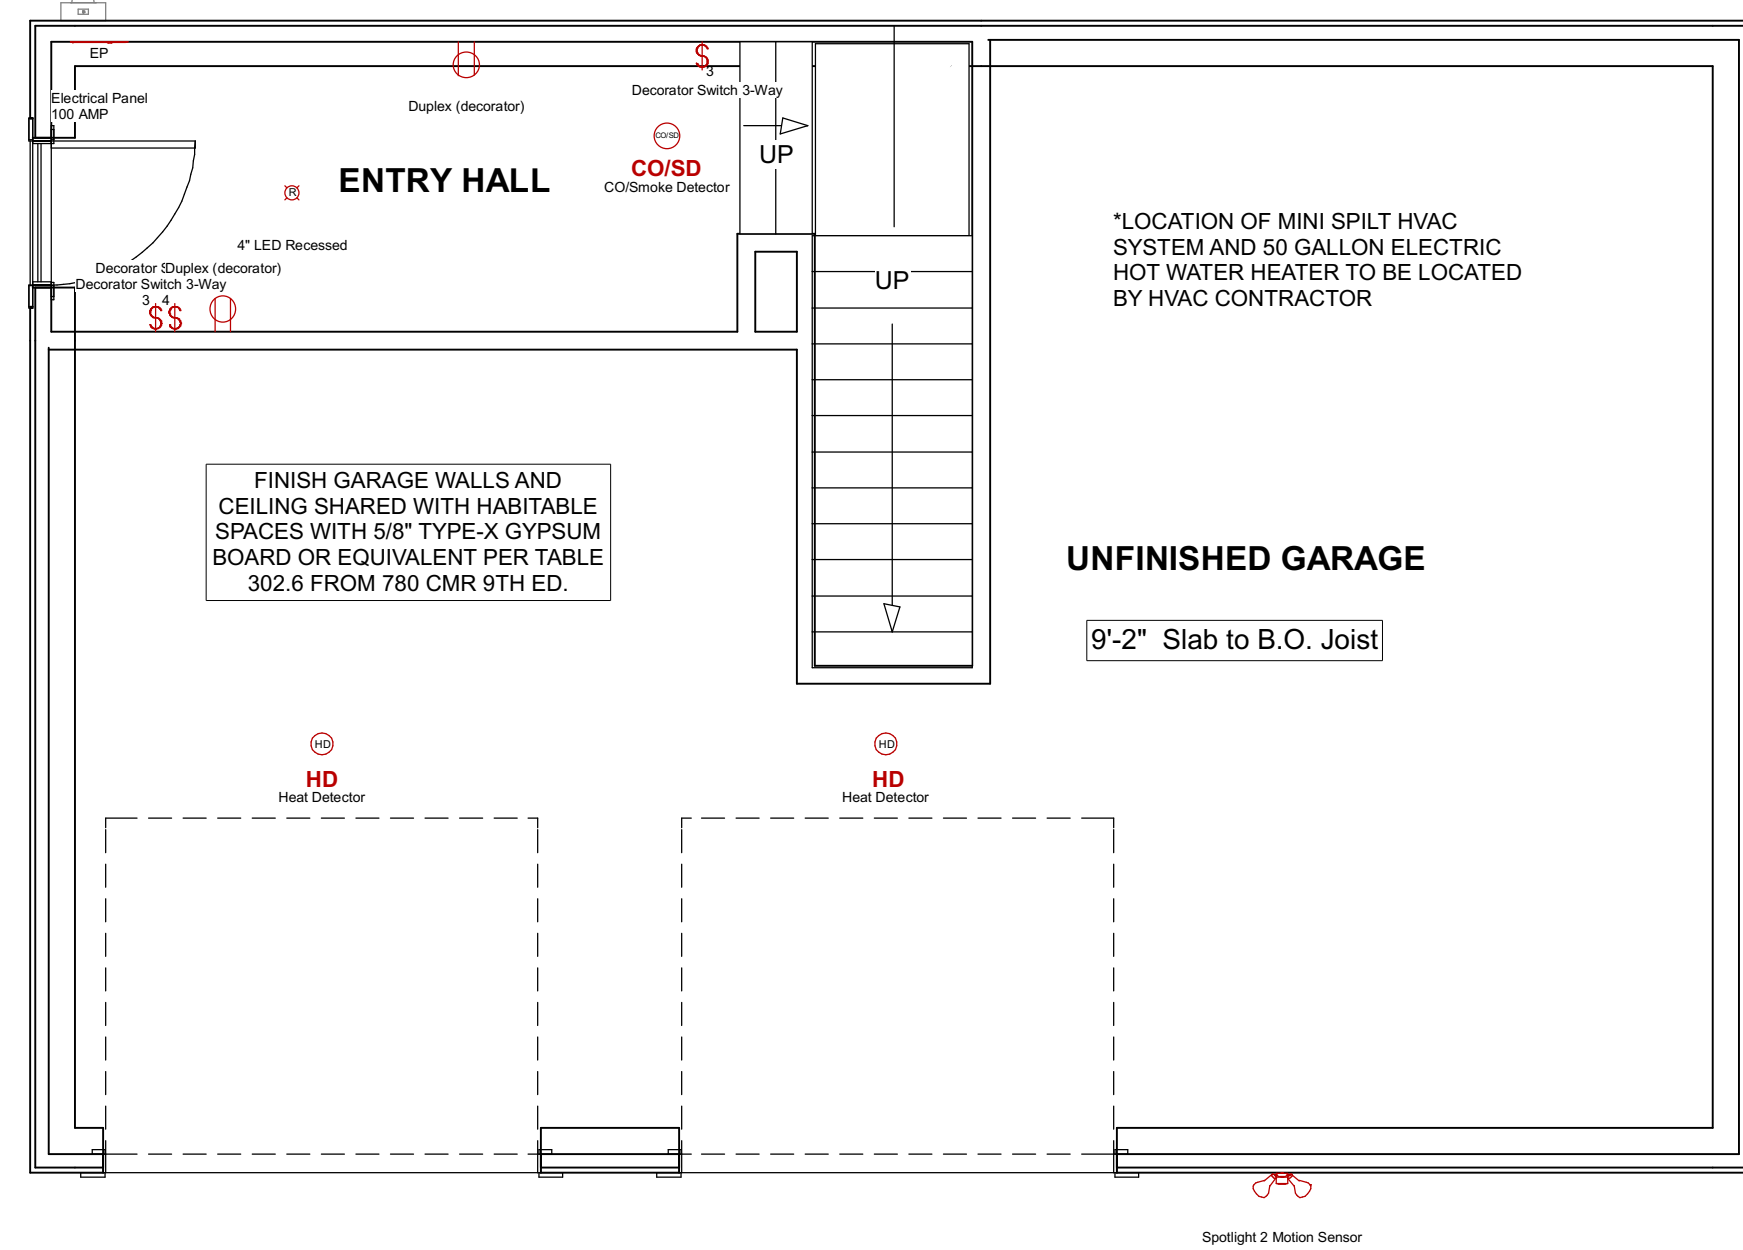 EP
Electrical Panel
100 AMP
Duplex (decorator)
$
3
Decorator Switch 3-Way
CO/SD
CO/SD
CO/Smoke Detector
UP
ENTRY HALL
R
4" LED Recessed
Decorator S
Duplex (decorator)
Decorator Switch 3-Way
3 4
$$
UP
*LOCATION OF MINI SPILT HVAC
SYSTEM AND 50 GALLON ELECTRIC
HOT WATER HEATER TO BE LOCATED
BY HVAC CONTRACTOR
FINISH GARAGE WALLS AND
CEILING SHARED WITH HABITABLE
SPACES WITH 5/8" TYPE-X GYPSUM
BOARD OR EQUIVALENT PER TABLE
302.6 FROM 780 CMR 9TH ED.
UNFINISHED GARAGE
9'-2" Slab to B.O. Joist
HD
HD
Heat Detector
HD
HD
Heat Detector
Spotlight 2 Motion Sensor